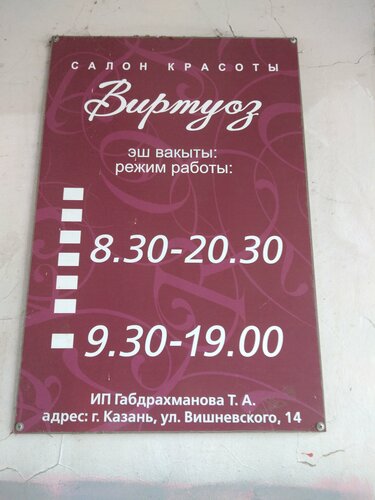 САЛОН КРАСОТЫ
Виртуоз
эш вакыты:
режим работы:
8.30-20.30
9.30-19.00
ИП Габдрахманова Т. А.
адрес: г. Казань, ул. Вишневского, 14